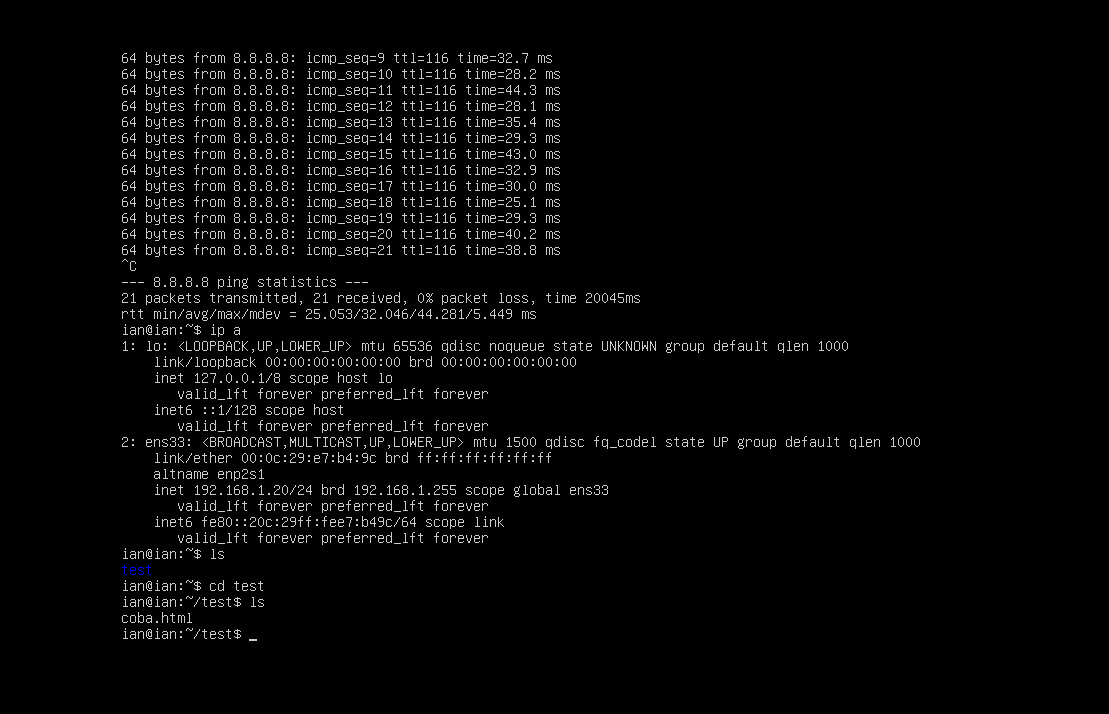 64 bytes from 8.8.8.8: icmp_seq=9 ttl=116 time=32.7 ms
64 bytes from 8.8.8.8: icmp_seq=10 ttl=116 time=28.2 ms
64 bytes from 8.8.8.8: icmp_seq=11 ttl=116 time=44.3 ms
64 bytes from 8.8.8.8: icmp_seq=12 ttl=116 time=28.1 ms
64 bytes from 8.8.8.8: icmp_seq=13 ttl=116 time=35.4 ms
64 bytes from 8.8.8.8: icmp_seq=14 ttl=116 time=29.3 ms
64 bytes from 8.8.8.8: icmp_seq=15 ttl=116 time=43.0 ms
64 bytes from 8.8.8.8: icmp_seq=16 ttl=116 time=32.9 ms
64 bytes from 8.8.8.8: icmp_seq=17 ttl=116 time=30.0 ms
64 bytes from 8.8.8.8: icmp_seq=18 ttl=116 time=25.1 ms
64 bytes from 8.8.8.8: icmp_seq=19 ttl=116 time=29.3 ms
64 bytes from 8.8.8.8: icmp_seq=20 ttl=116 time=40.2 ms
64 bytes from 8.8.8.8: icmp_seq=21 ttl=116 time=38.8 ms
^C
--- 8.8.8.8 ping statistics ---
21 packets transmitted, 21 received, 0% packet loss, time 20045ms
rtt min/avg/max/mdev = 25.053/32.046/44.281/5.449 ms
ian@ian:~$ ip a
1: lo: <LOOPBACK,UP,LOWER_UP> mtu 65536 qdisc noqueue state UNKNOWN group default qlen 1000
    link/loopback 00:00:00:00:00:00 brd 00:00:00:00:00:00
    inet 127.0.0.1/8 scope host lo
       valid_lft forever preferred_lft forever
    inet6 ::1/128 scope host
       valid_lft forever preferred_lft forever
2: ens33: <BROADCAST,MULTICAST,UP,LOWER_UP> mtu 1500 qdisc fq_codel state UP group default qlen 1000
    link/ether 00:0c:29:e7:b4:9c brd ff:ff:ff:ff:ff:ff
    altname enp2s1
    inet 192.168.1.20/24 brd 192.168.1.255 scope global ens33
       valid_lft forever preferred_lft forever
    inet6 fe80::20c:29ff:fee7:b49c/64 scope link
       valid_lft forever preferred_lft forever
ian@ian:~$ ls
test
ian@ian:~$ cd test
ian@ian:~/test$ ls
coba.html
ian@ian:~/test$ _